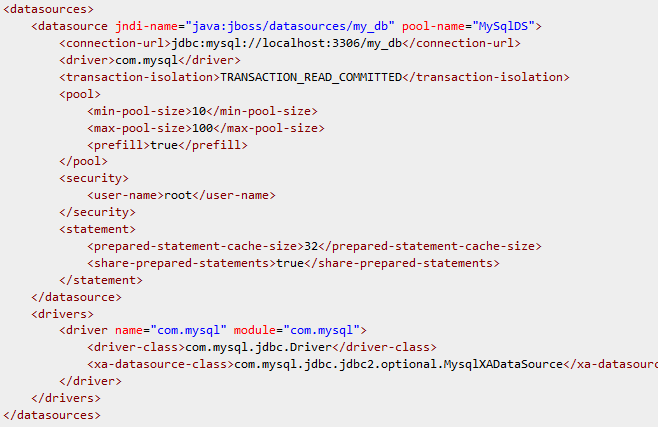 <datasources>
    <datasource jndi-name="java:jboss/datasources/my_db" pool-name="MySqlDS">
        <connection-url>jdbc:mysql://localhost:3306/my_db</connection-url>
        <driver>com.mysql</driver>
        <transaction-isolation>TRANSACTION_READ_COMMITTED</transaction-isolation>
        <pool>
            <min-pool-size>10</min-pool-size>
            <max-pool-size>100</max-pool-size>
            <prefill>true</prefill>
        </pool>
        <security>
            <user-name>root</user-name>
        </security>
        <statement>
            <prepared-statement-cache-size>32</prepared-statement-cache-size>
            <share-prepared-statements>true</share-prepared-statements>
        </statement>
    </datasource>
    <drivers>
        <driver name="com.mysql" module="com.mysql">
            <driver-class>com.mysql.jdbc.Driver</driver-class>
            <xa-datasource-class>com.mysql.jdbc.jdbc2.optional.MysqlXADataSource</xa-datasour
        </driver>
    </drivers>
</datasources>